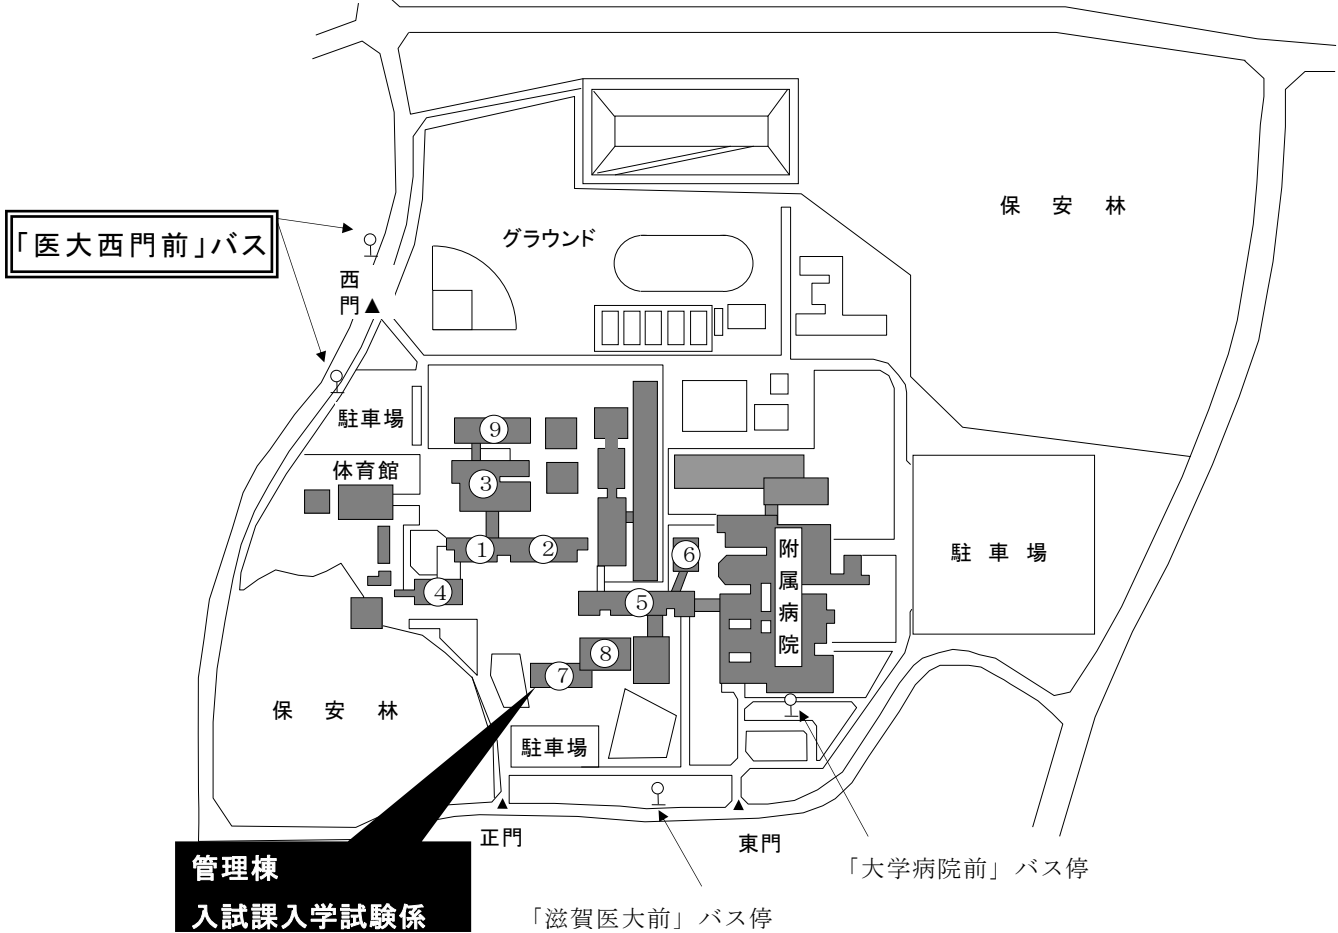 保 安 林
グラウンド
「医大西門前」バス
西
門
駐車場
体育館
⑨
③
①
②
⑥
④
⑤
⑧
⑦
附
属
病
院
駐 車 場
保 安 林
駐車場
正門
東門
管理棟
入試課入学試験係
「大学病院前」バス停
「滋賀医大前」バス停